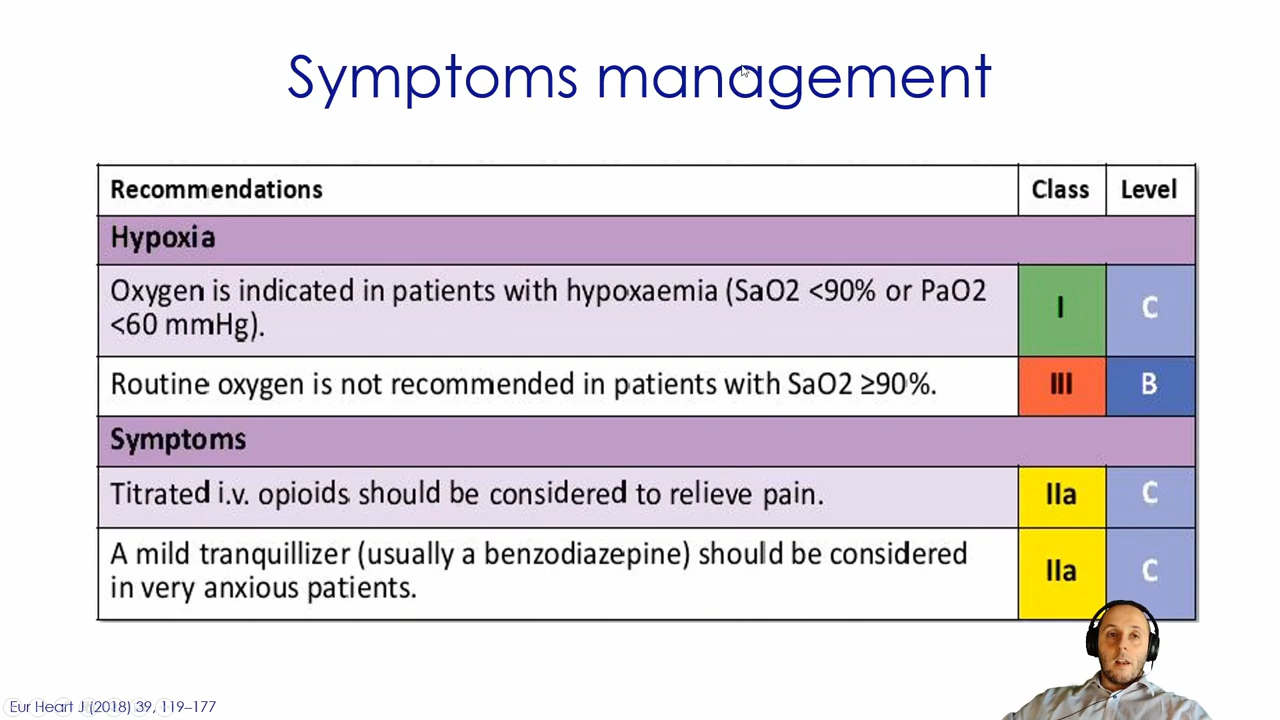 Symptoms management
Recommendations Class Level
Hypoxia
Oxygen is indicated in patients with hypoxaemia (SaO2 <90% or PaO2
<60 mmHg).
I C
Routine oxygen is not recommended in patients with SaO2 ≥90%. III B
Symptoms
Titrated i.v. opioids should be considered to relieve pain. IIa C
A mild tranquillizer (usually a benzodiazepine) should be considered
in very anxious patients.
IIa C
Eur Heart J (2018) 39, 119–177